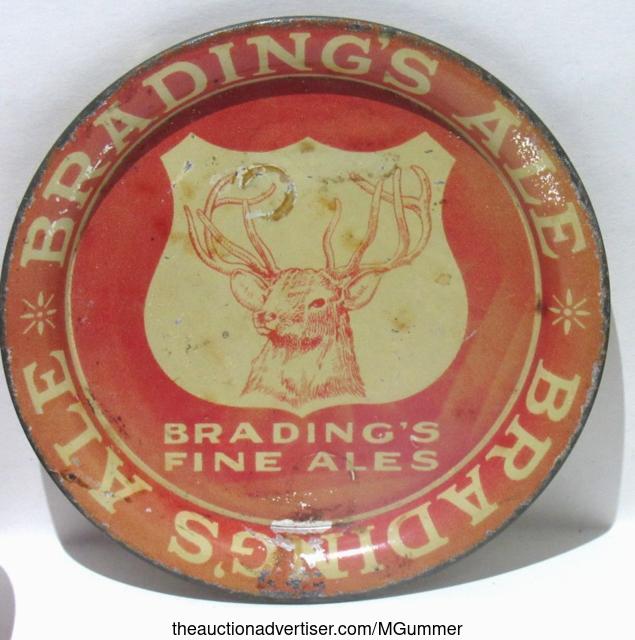 BRADING'S ALE
BRADING'S
FINE ALES
BRADING'S ALE
theauctionadvertiser.com/MGummer